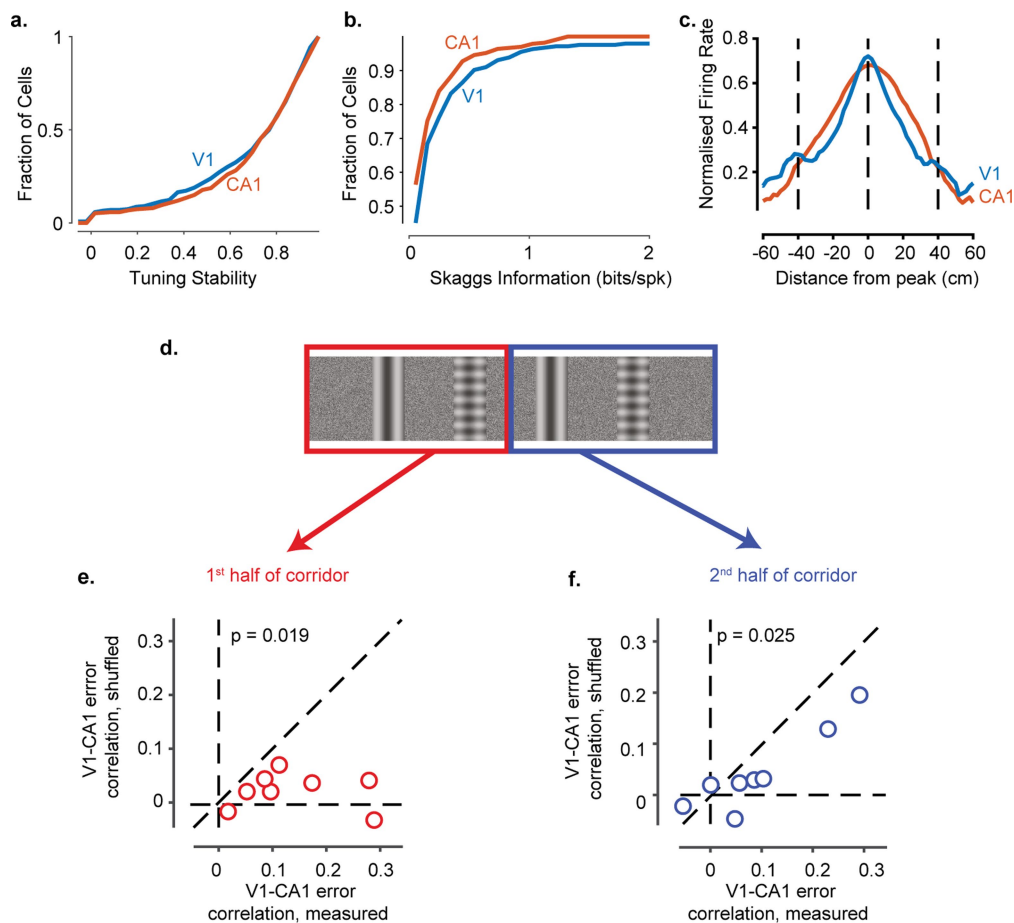 a.
Fraction of Cells
1
0.5
0
V1
CA1
0 0.2 0.4 0.6 0.8
Tuning Stability
b.
Fraction of Cells
0.9
0.8
0.7
0.6
0.5
CA1
V1
0 1 2
Skaggs Information (bits/spk)
c.
Normalised Firing Rate
0.8
0.6
0.4
0.2
V1
CA1
-60 -40 -20 0 20 40 60
Distance from peak (cm)
d.
e.
1st half of corridor
V1-CA1 errror
correlation, shuffled
0.3
0.2
0.1
0
p = 0.019
0 0.1 0.2 0.3
V1-CA1 error
correlation, measured
f.
2nd half of corridor
V1-CA1 errror
correlation, shuffled
0.3
0.2
0.1
0
p = 0.025
0 0.1 0.2 0.3
V1-CA1 error
correlation, measured